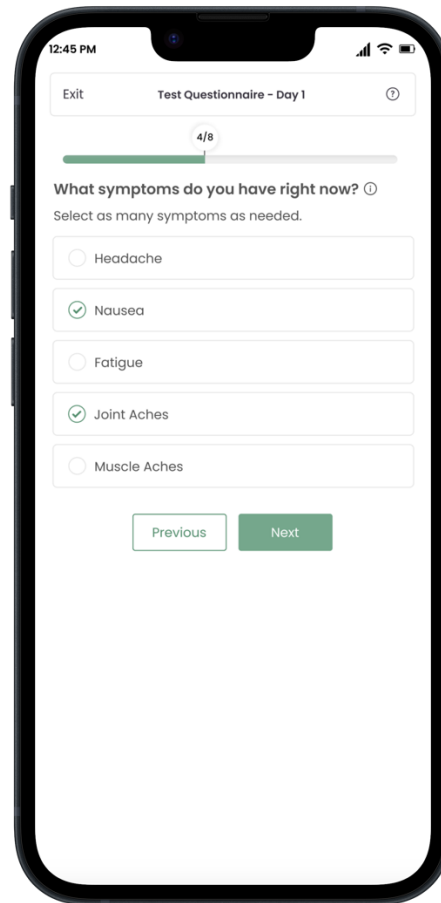 12:45 PM
Exit Test Questionnaire - Day 1
4/8
What symptoms do you have right now?
Select as many symptoms as needed.
Headache
Nausea
Fatigue
Joint Aches
Muscle Aches
Previous Next